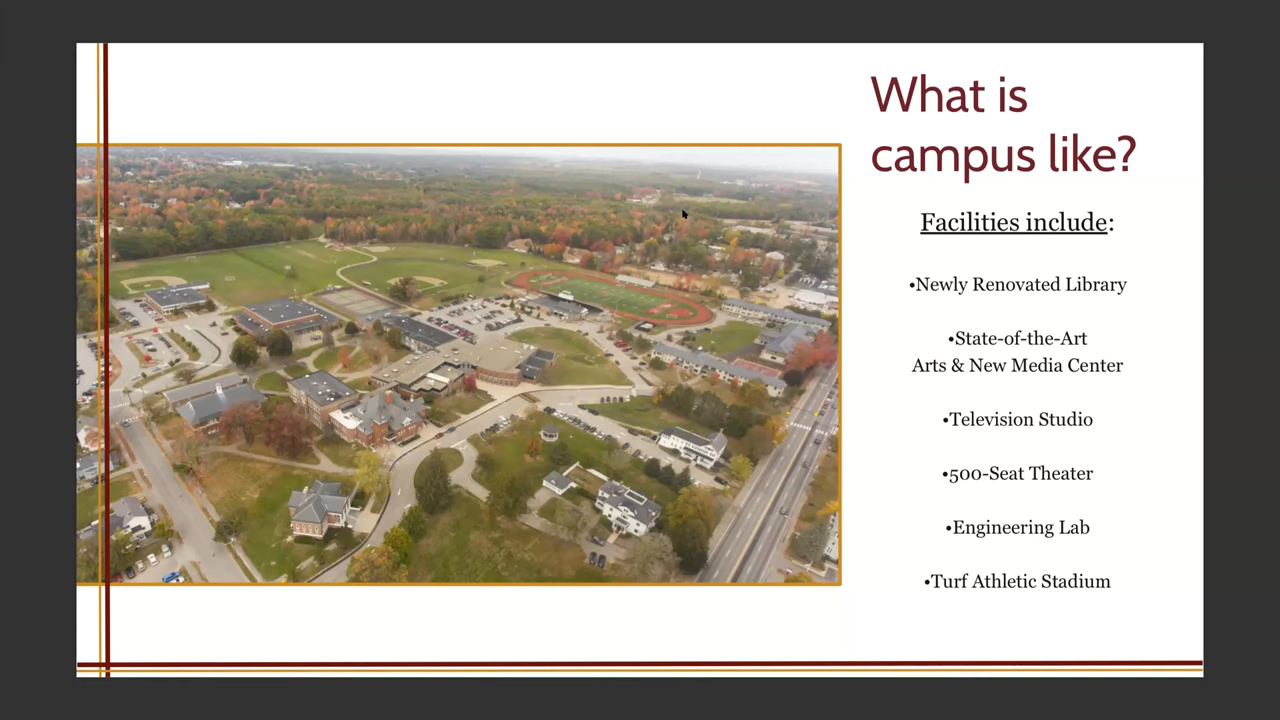 What is
campus like?
Facilities include:
•Newly Renovated Library
•State-of-the-Art
Arts & New Media Center
•Television Studio
•500-Seat Theater
•Engineering Lab
•Turf Athletic Stadium